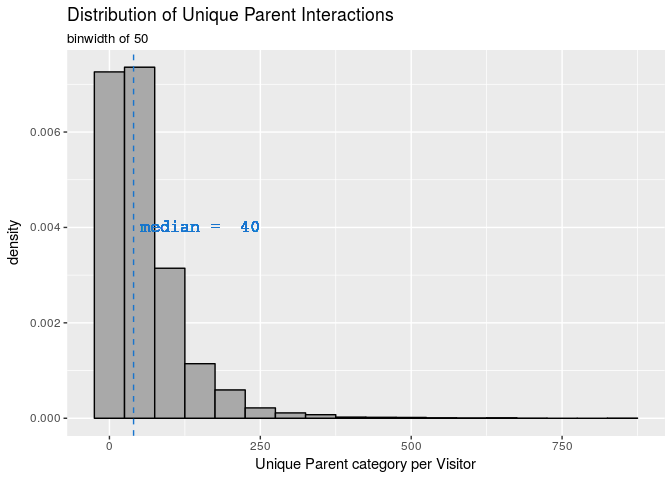 Distribution of Unique Parent Interactions
binwidth of 50
0.006
0.004
0.002
0.000
density
median =  40
0
250
500
750
Unique Parent category per Visitor